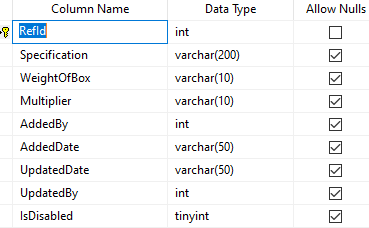 Column Name Data Type Allow Nulls
RefId int
Specification varchar(200)
WeightOfBox varchar(10)
Multiplier varchar(10)
AddedBy int
AddedDate varchar(50)
UpdatedDate varchar(50)
UpdatedBy int
IsDisabled tinyint